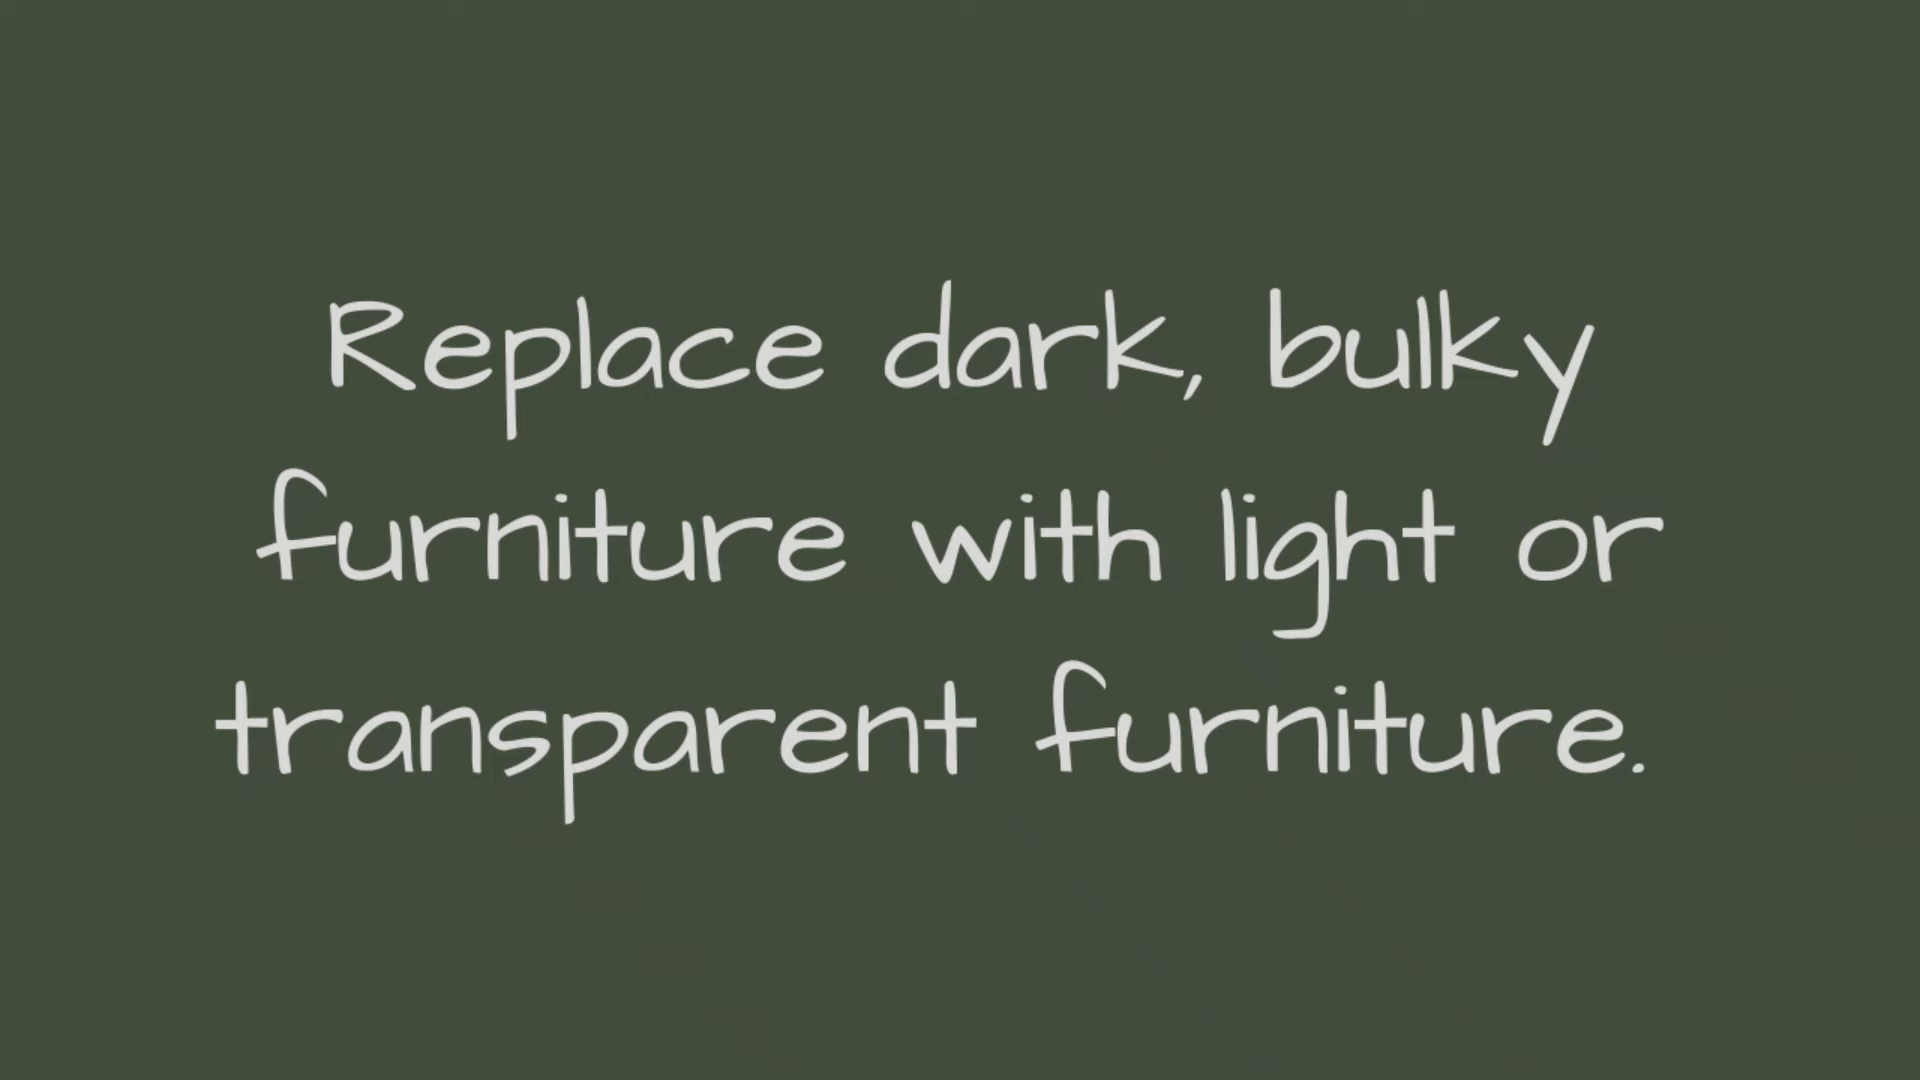 Replace dark, bulky
furniture with light or
transparent furniture.